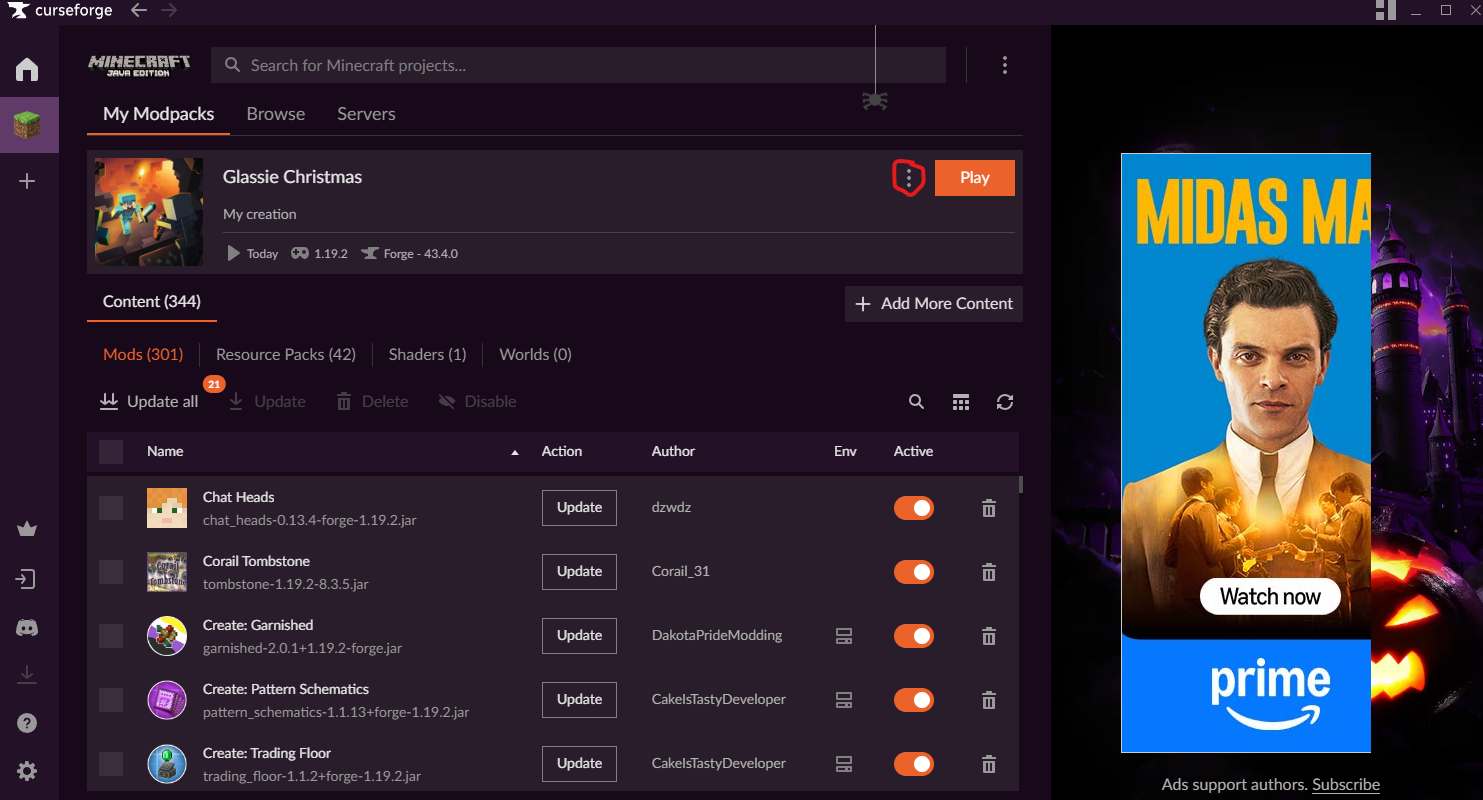 curseforge
MINECRAFT
JAVA EDITION
Search for Minecraft projects...
My Modpacks
Browse
Servers
Glassie Christmas
Play
My creation
Today
1.19.2
Forge - 43.4.0
Content (344)
Add More Content
Mods (301)
Resource Packs (42)
Shaders (1)
Worlds (0)
21
Update all
Update
Delete
Disable
Name
Action
Author
Env
Active
Chat Heads
chat_heads-0.13.4-forge-1.19.2.jar
Update
dzwdz
Corail Tombstone
tombstone-1.19.2-8.3.5.jar
Update
Corail_31
Corail
Tombstone
Create: Garnished
garnished-2.0.1+1.19.2-forge.jar
Update
DakotaPrideModding
Create: Pattern Schematics
pattern_schematics-1.1.13+forge-1.19.2.jar
Update
CakeIsTastyDeveloper
Create: Trading Floor
trading_floor-1.1.2+forge-1.19.2.jar
Update
CakeIsTastyDeveloper
MIDAS MA
Watch now
prime
Ads support authors. Subscribe